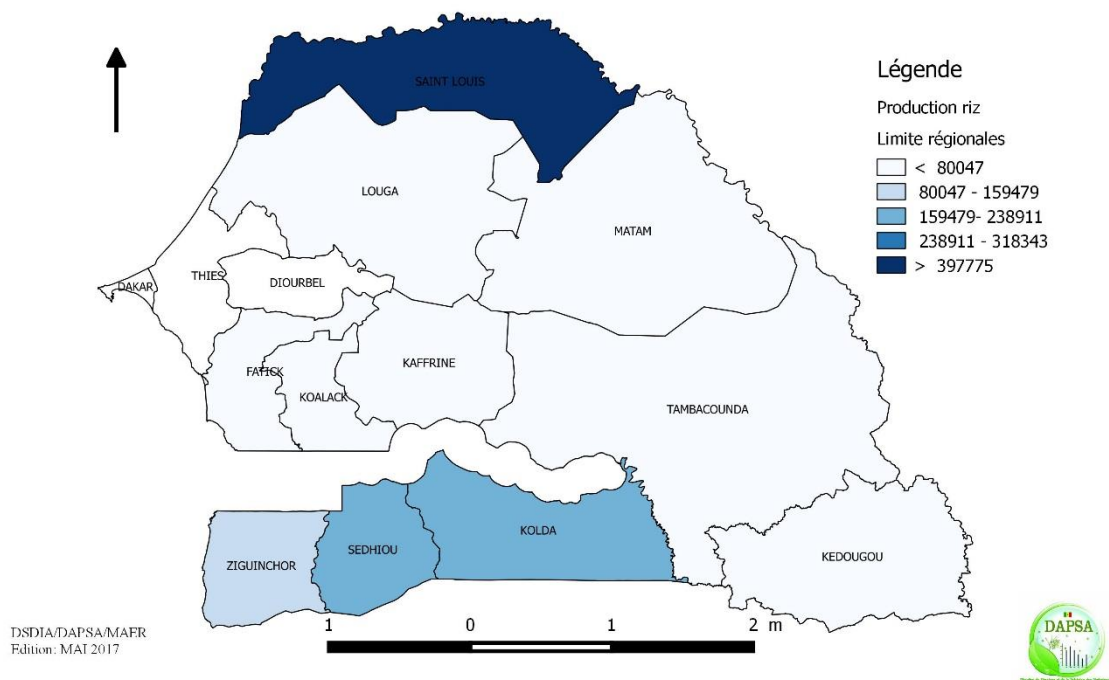 SAINT LOUIS
LOUGA
MATAM
THIES
DIOURBEL
DAKAR
FATICK
KOALACK
KAFFRINE
TAMBACOUNDA
ZIGUINCHOR
SEDHIOU
KOLDA
KEDOUGOU
Légende
Production riz
Limite régionales
< 80047
80047 - 159479
159479- 238911
238911 - 318343
> 397775
1 0 1 2 m
DSDIA/DAPSA/MAER
Edition: MAI 2017
DAPSA